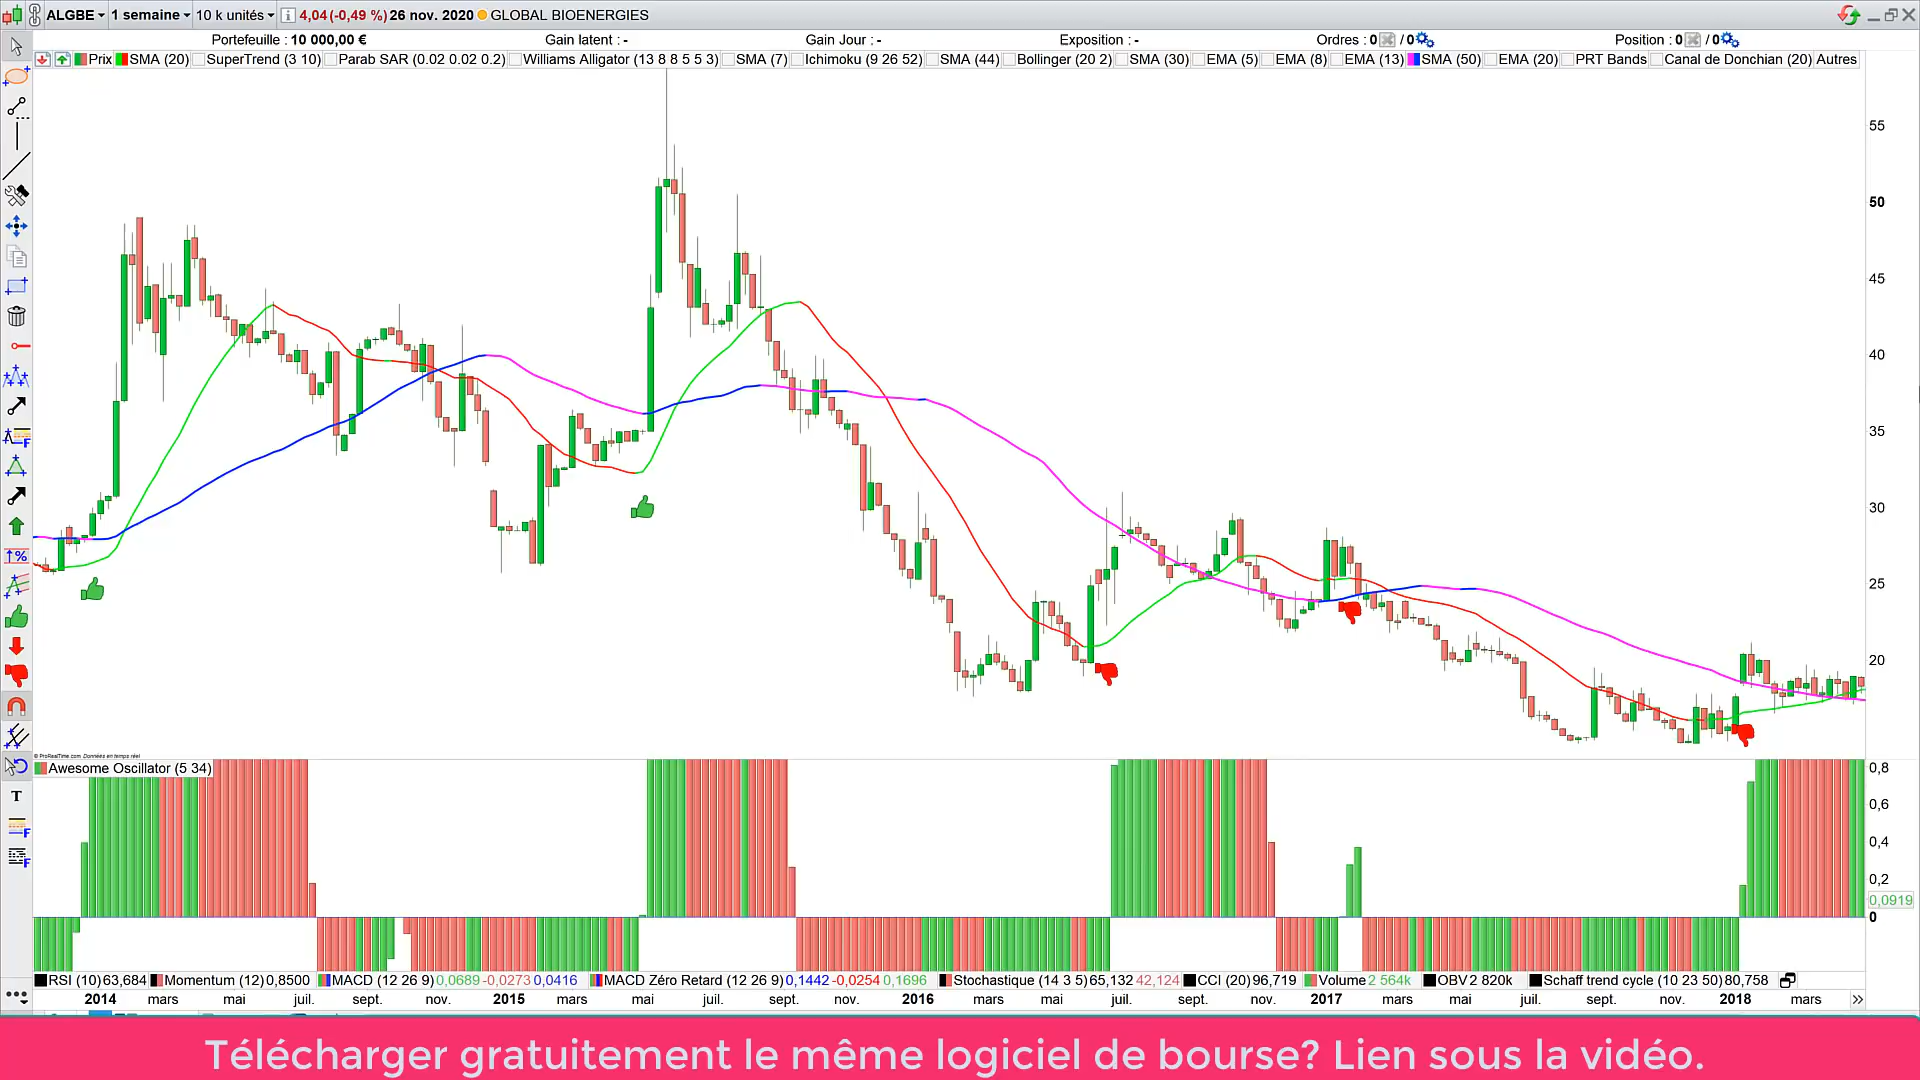 ALGBE 1 semaine 10 k unités i 4,04 (-0,49 %) 26 nov. 2020 GLOBAL BIOENERGIES
Portefeuille : 10 000,00 € Gain latent : - Gain Jour : - Exposition : - Ordres : 0 / 0 Position : 0 / 0
Prix SMA (20) SuperTrend (3 10) Parab SAR (0.02 0.02 0.2) Williams Alligator (13 8 8 5 5 3) SMA (7) Ichimoku (9 26 52) SMA (44) Bollinger (20 2) SMA (30) EMA (5) EMA (8) EMA (13) SMA (50) EMA (20) PRT Bands Canal de Donchian (20) Autres
55
50
45
40
35
30
25
20
© ProRealTime.com Données en temps réel
Awesome Oscillator (5 34)
0,8
0,6
0,4
0,2
0,0919
0
RSI (10) 63,684 Momentum (12) 0,8500 MACD (12 26 9) 0,0689 -0,0273 0,0416 MACD Zéro Retard (12 26 9) 0,1442 -0,0254 0,1696 Stochastique (14 3 5) 65,132 42,124 CCI (20) 96,719 Volume 2 564k OBV 2 820k Schaff trend cycle (10 23 50) 80,758
2014 mars mai juil. sept. nov. 2015 mars mai juil. sept. nov. 2016 mars mai juil. sept. nov. 2017 mars mai juil. sept. nov. 2018 mars »
Télécharger gratuitement le même logiciel de bourse? Lien sous la vidéo.